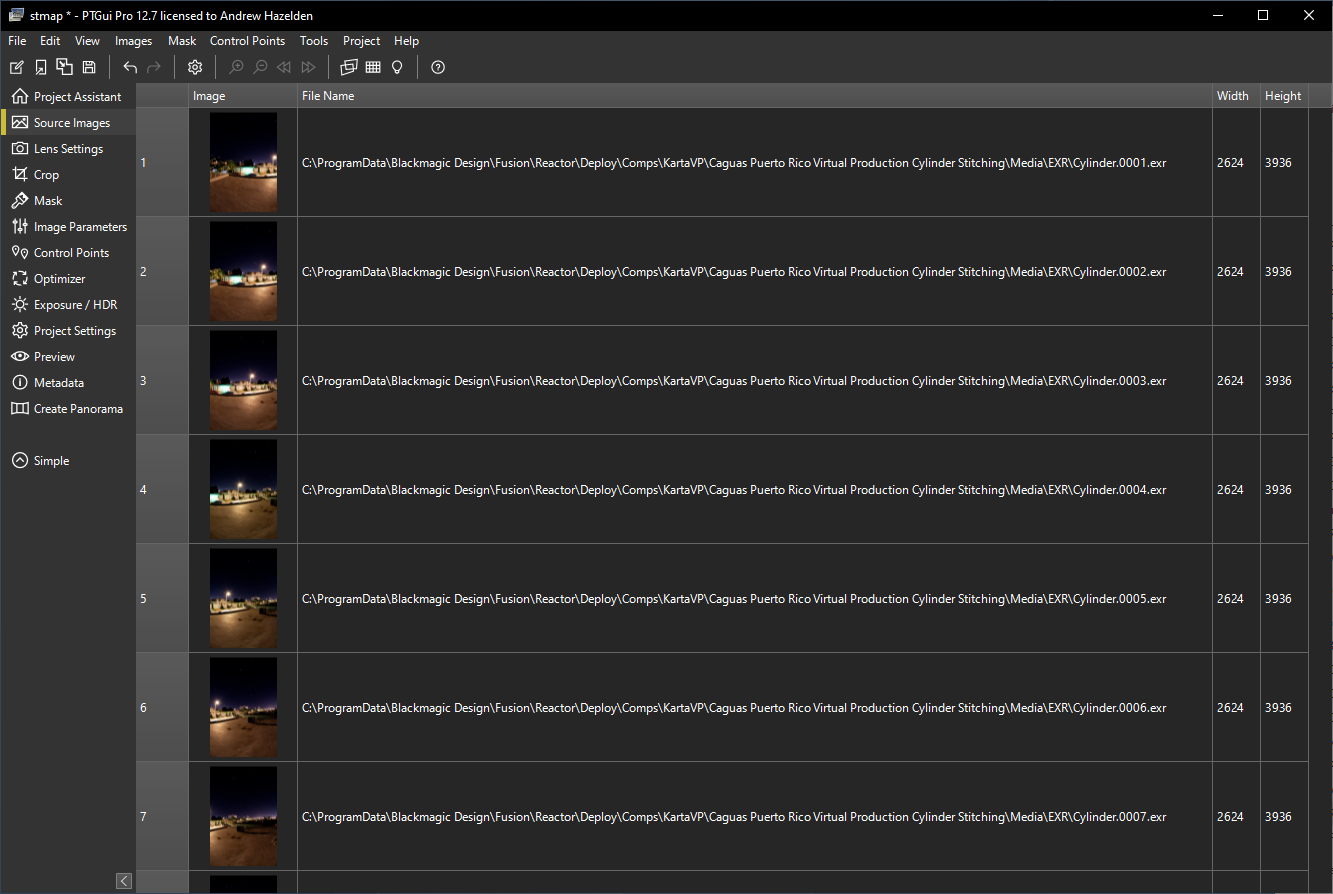 stmap * - PTGui Pro 12.7 licensed to Andrew Hazelden
File Edit View Images Mask Control Points Tools Project Help
Project Assistant
Source Images
Lens Settings
Crop
Mask
Image Parameters
Control Points
Optimizer
Exposure / HDR
Project Settings
Preview
Metadata
Create Panorama
Simple
Image File Name Width Height
1 C:\ProgramData\Blackmagic Design\Fusion\Reactor\Deploy\Comps\KartaVP\Caguas Puerto Rico Virtual Production Cylinder Stitching\Media\EXR\Cylinder.0001.exr 2624 3936
2 C:\ProgramData\Blackmagic Design\Fusion\Reactor\Deploy\Comps\KartaVP\Caguas Puerto Rico Virtual Production Cylinder Stitching\Media\EXR\Cylinder.0002.exr 2624 3936
3 C:\ProgramData\Blackmagic Design\Fusion\Reactor\Deploy\Comps\KartaVP\Caguas Puerto Rico Virtual Production Cylinder Stitching\Media\EXR\Cylinder.0003.exr 2624 3936
4 C:\ProgramData\Blackmagic Design\Fusion\Reactor\Deploy\Comps\KartaVP\Caguas Puerto Rico Virtual Production Cylinder Stitching\Media\EXR\Cylinder.0004.exr 2624 3936
5 C:\ProgramData\Blackmagic Design\Fusion\Reactor\Deploy\Comps\KartaVP\Caguas Puerto Rico Virtual Production Cylinder Stitching\Media\EXR\Cylinder.0005.exr 2624 3936
6 C:\ProgramData\Blackmagic Design\Fusion\Reactor\Deploy\Comps\KartaVP\Caguas Puerto Rico Virtual Production Cylinder Stitching\Media\EXR\Cylinder.0006.exr 2624 3936
7 C:\ProgramData\Blackmagic Design\Fusion\Reactor\Deploy\Comps\KartaVP\Caguas Puerto Rico Virtual Production Cylinder Stitching\Media\EXR\Cylinder.0007.exr 2624 3936